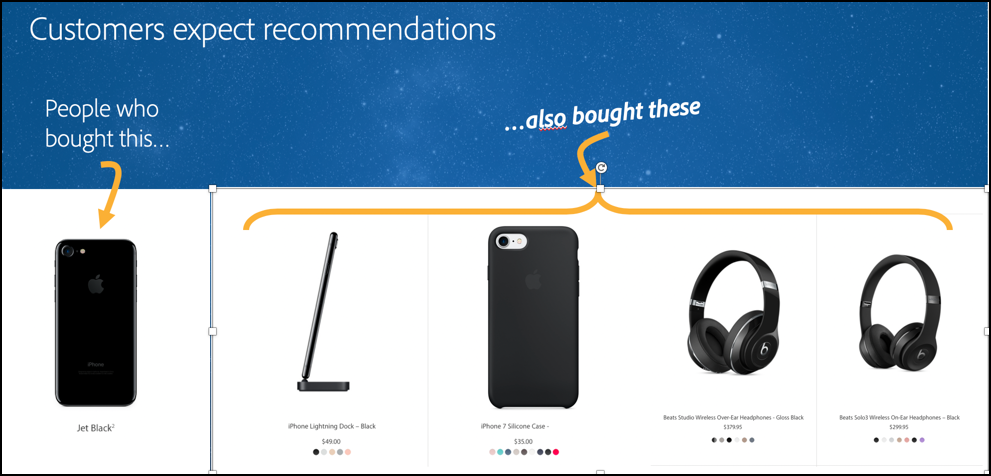 Customers expect recommendations
People who
bought this...
...also bought these
iPhone
Jet Black²
iPhone Lightning Dock – Black
$49.00
iPhone 7 Silicone Case -
$35.00
Beats Studio Wireless Over-Ear Headphones - Gloss Black
$379.95
Beats Solo3 Wireless On-Ear Headphones – Black
$299.95